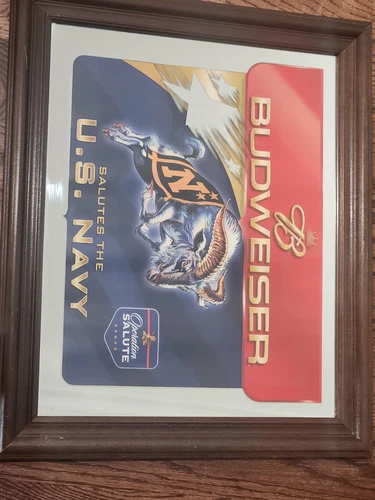 B
BUDWEISER
N
SALUTES THE
U.S. NAVY
Operation
SALUTE